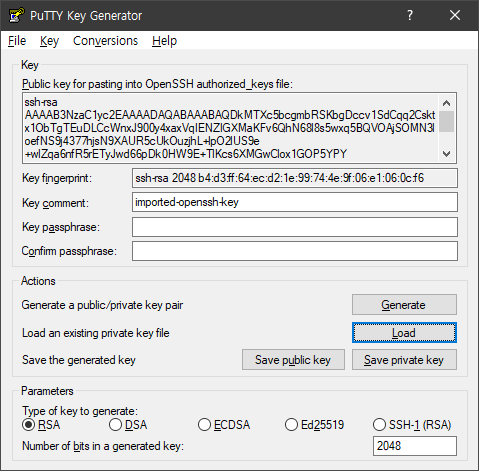 PuTTY Key Generator
File Key Conversions Help
Key
Public key for pasting into OpenSSH authorized_keys file:
ssh-rsa
AAAAB3NzaC1yc2EAAAADAQABAAABAQDkMTXc5bcgmbRSKbgDccv1SdCqq2Cskt
x1ObTgTEuDLCcWnxJ900y4xaxVqIENZlGXMaKFv6QhN68l8s5wxq5BQVOAjSOMN3l
oefNS9j4377hjsN9XAUR5cUkOuzjhL+lpO2lUS9e
+wlZqa6nfR5rETyJwd66pDk0HW9E+TlKcs6XMGwClox1GOP5YPY
Key fingerprint: ssh-rsa 2048 b4:d3:ff:64:ec:d2:1e:99:74:4e:9f:06:e1:06:0c:f6
Key comment: imported-openssh-key
Key passphrase:
Confirm passphrase:
Actions
Generate a public/private key pair Generate
Load an existing private key file Load
Save the generated key Save public key Save private key
Parameters
Type of key to generate:
RSA DSA ECDSA Ed25519 SSH-1 (RSA)
Number of bits in a generated key: 2048